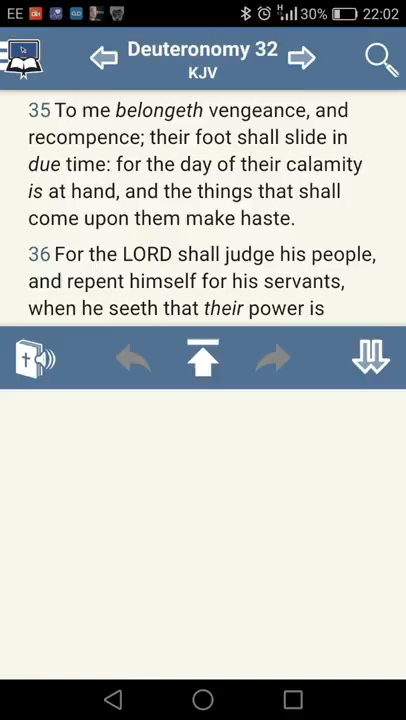 EE
H 30% 22:02
Deuteronomy 32
KJV
35 To me belongeth vengeance, and
recompence; their foot shall slide in
due time: for the day of their calamity
is at hand, and the things that shall
come upon them make haste.
36 For the LORD shall judge his people,
and repent himself for his servants,
when he seeth that their power is